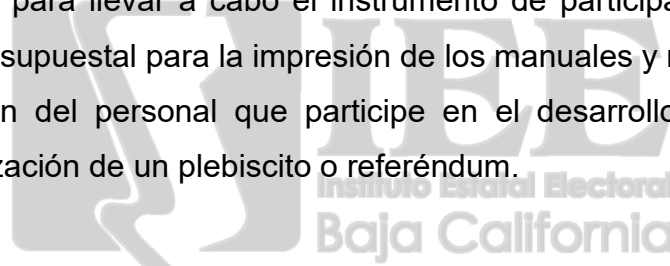 para llevar a cabo el instrumento de participa
supuestal para la impresión de los manuales y
n del personal que participe en el desarrollo
zación de un plebiscito o referéndum.
IEE
Instituto Estatal Electoral
Baja California